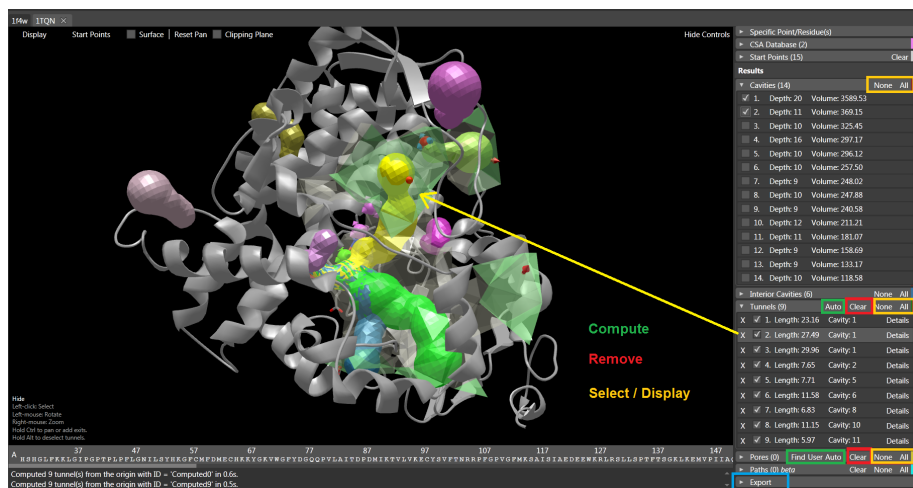 1Mw 1TQN ×
Display Start Points Surface | Reset Pan Clipping Plane Hide Controls
Specific Point/Residue(s)
CSA Database (2)
Start Points (15) Clear
Results
Cavities (14) None All
1. Depth: 20 Volume: 3589.53
2. Depth: 11 Volume: 369.15
3. Depth: 10 Volume: 325.45
4. Depth: 16 Volume: 297.17
5. Depth: 10 Volume: 296.12
6. Depth: 10 Volume: 257.50
7. Depth: 9 Volume: 248.02
8. Depth: 10 Volume: 247.88
9. Depth: 9 Volume: 240.58
10. Depth: 12 Volume: 211.21
11. Depth: 11 Volume: 181.07
12. Depth: 9 Volume: 158.69
13. Depth: 9 Volume: 133.17
14. Depth: 10 Volume: 118.58
Interior Cavities (6) None All
Tunnels (9) Auto Clear None All
X 1. Length: 23.16 Cavity: 1 Details
X 2. Length: 27.49 Cavity: 1 Details
X 3. Length: 29.96 Cavity: 1 Details
X 4. Length: 7.65 Cavity: 2 Details
X 5. Length: 7.71 Cavity: 5 Details
X 6. Length: 11.58 Cavity: 6 Details
X 7. Length: 6.83 Cavity: 8 Details
X 8. Length: 11.15 Cavity: 10 Details
X 9. Length: 5.97 Cavity: 11 Details
Pores (0) Find User Auto Clear None All
Paths (0) beta Clear None All
Export
Compute
Remove
Select / Display
Hide
Left-click: Select
Left-mouse: Rotate
Right-mouse: Zoom
Hold Ctrl to pan or add exits.
Hold Alt to deselect tunnels.
37 47 57 67 77 87 97 107 117 127 137 147
A HSHGLFKKLGIPGPTPLPFLGNILSYHKGFCMFDMECHKKYGKVWGFYDGQQPVLAITDPDMIKTVLVKECYSVFTNRRPFGPVGFMKSAISIAEDEEWKRLRSLLSPTFTSGKLKEMVPIIA
Computed 9 tunnel(s) from the origin with ID = 'Computed0' in 0.6s.
Computed 9 tunnel(s) from the origin with ID = 'Computed9' in 0.5s.